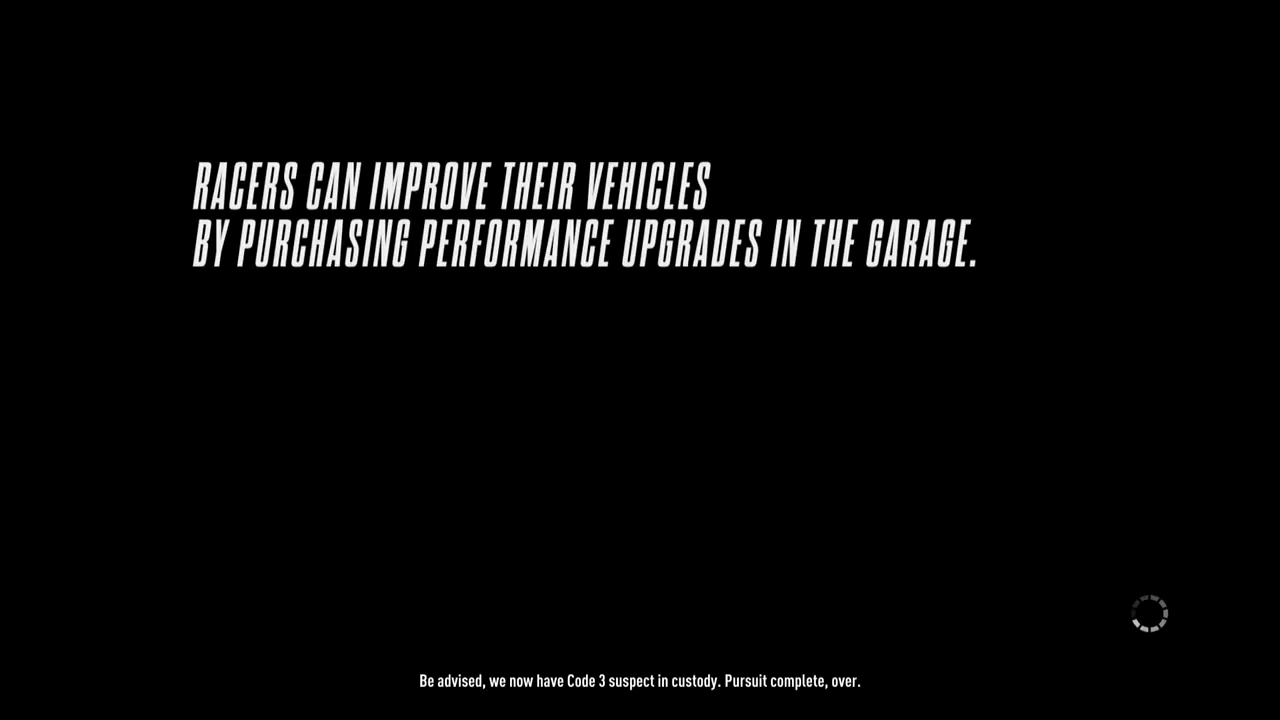 RACERS CAN IMPROVE THEIR VEHICLES
BY PURCHASING PERFORMANCE UPGRADES IN THE GARAGE.
Be advised, we now have Code 3 suspect in custody. Pursuit complete, over.